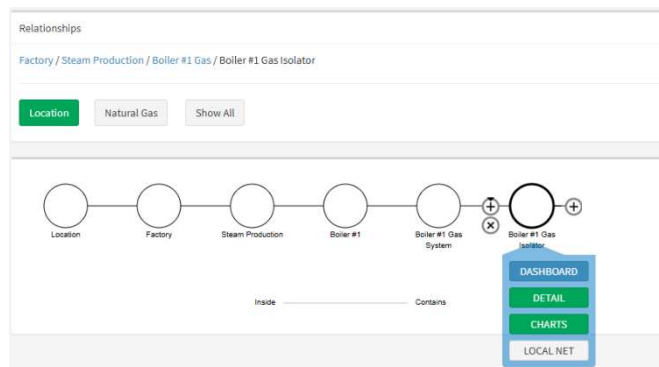 Relationships
Factory / Steam Production / Boiler #1 Gas / Boiler #1 Gas Isolator
Location Natural Gas Show All
Location Factory Steam Production Boiler #1 Boiler #1 Gas System Boiler #1 Gas Isolator
DASHBOARD
Inside Contains
DETAIL
CHARTS
LOCAL NET